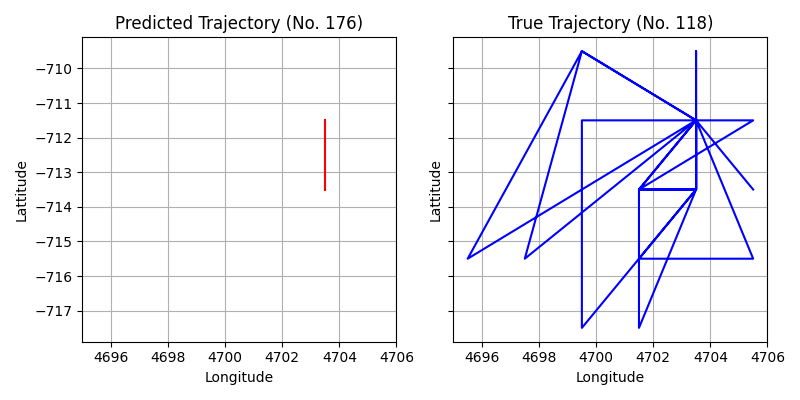 Predicted Trajectory (No. 176)
−710
−711
−712
−713
−714
−715
−716
−717
Lattitude
4696 4698 4700 4702 4704 4706
Longitude
True Trajectory (No. 118)
Lattitude
4696 4698 4700 4702 4704 4706
Longitude